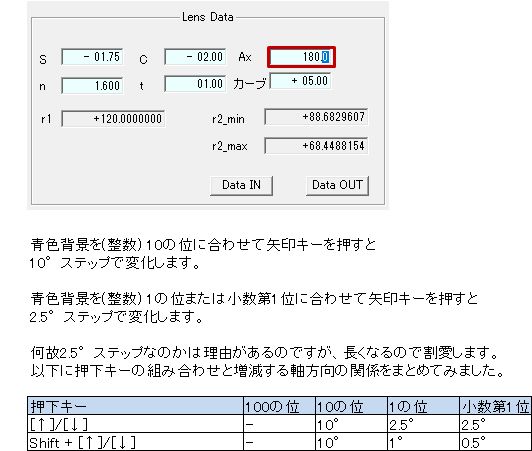 Lens Data
S - 01.75 C - 02.00 Ax 180.0
n 1.600 t 01.00 カーブ + 05.00
r1 +120.0000000 r2_min +88.6829607
r2_max +68.4488154
Data IN Data OUT
青色背景を(整数)10の位に合わせて矢印キーを押すと
10°ステップで変化します。
青色背景を(整数)1の位または小数第1位に合わせて矢印キーを押すと
2.5°ステップで変化します。
何故2.5°ステップなのかは理由があるのですが、長くなるので割愛します。
以下に押下キーの組み合わせと増減する軸方向の関係をまとめてみました。
押下キー 100の位 10の位 1の位 小数第1位
[↑]/[↓] - 10° 2.5° 2.5°
Shift + [↑]/[↓] - 10° 1° 0.5°